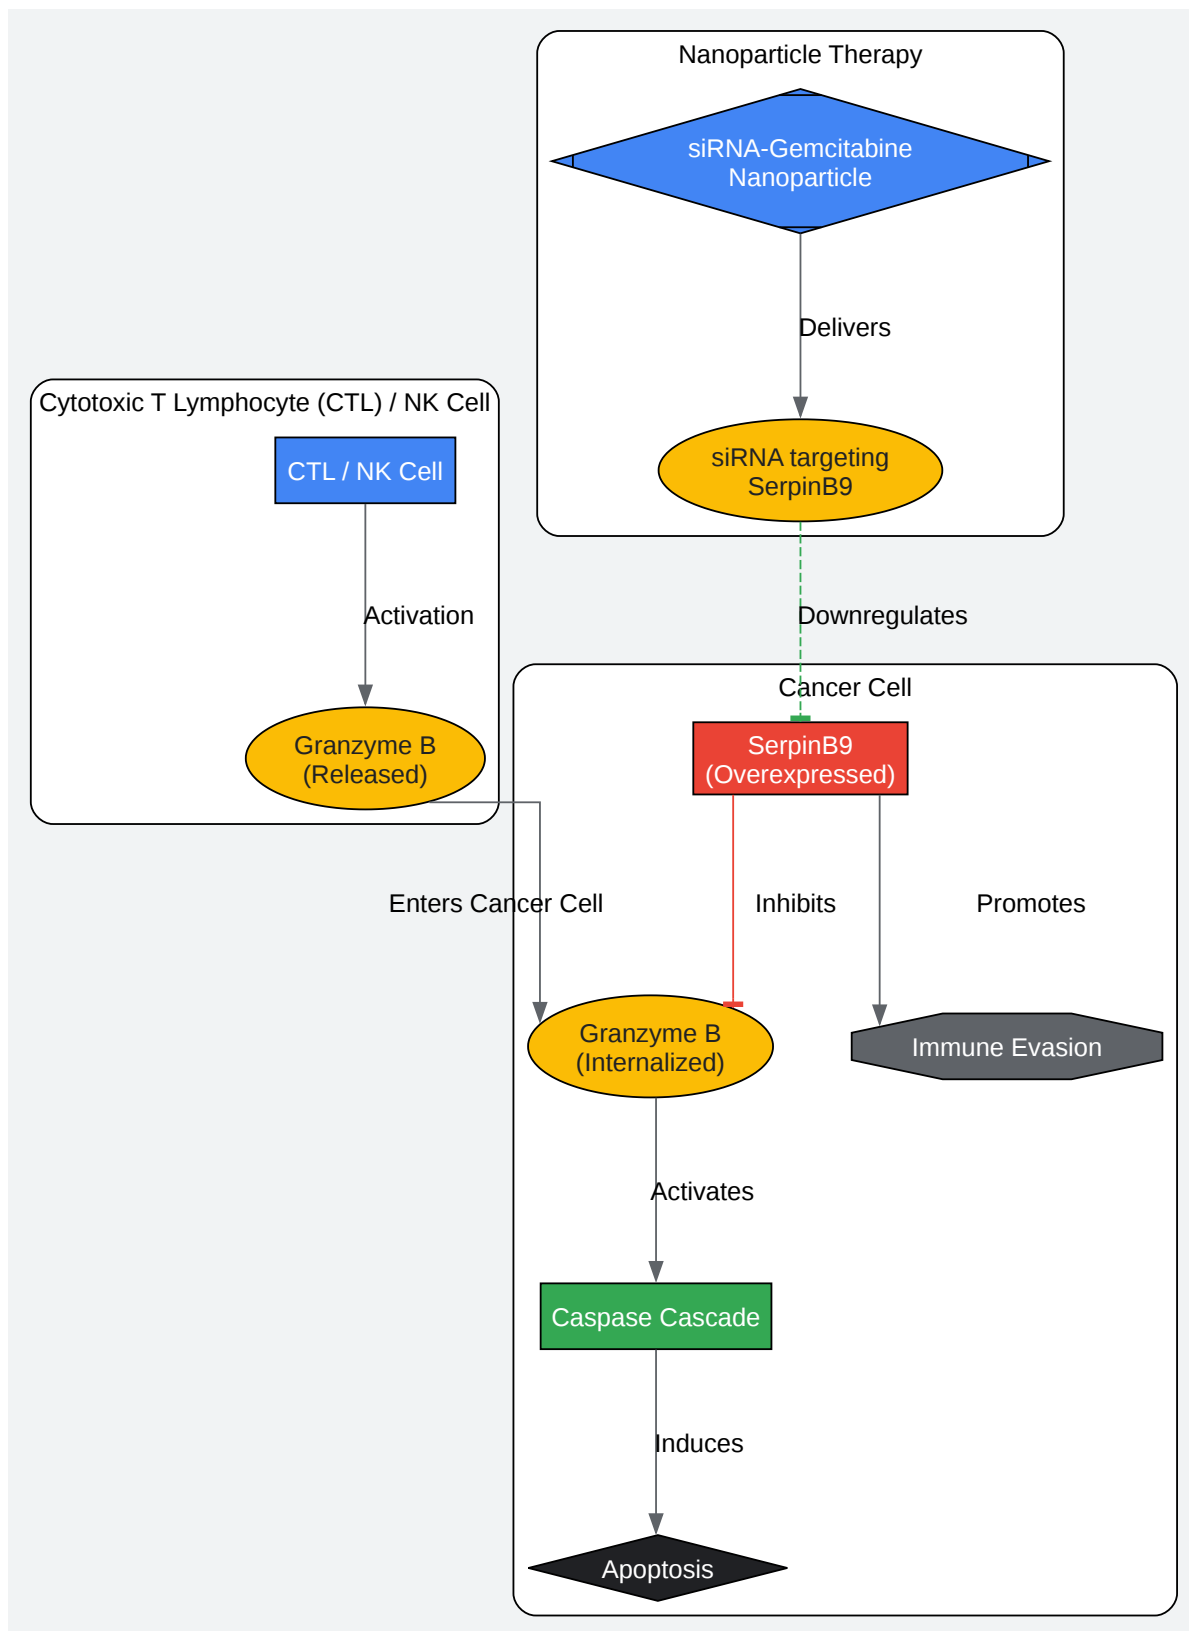 Nanoparticle Therapy
siRNA-Gemcitabine
Nanoparticle
Delivers
siRNA targeting
SerpinB9
Cytotoxic T Lymphocyte (CTL) / NK Cell
CTL / NK Cell
Activation
Granzyme B
(Released)
Downregulates
Cancer Cell
SerpinB9
(Overexpressed)
Enters Cancer Cell
Inhibits
Promotes
Granzyme B
(Internalized)
Immune Evasion
Activates
Caspase Cascade
Induces
Apoptosis